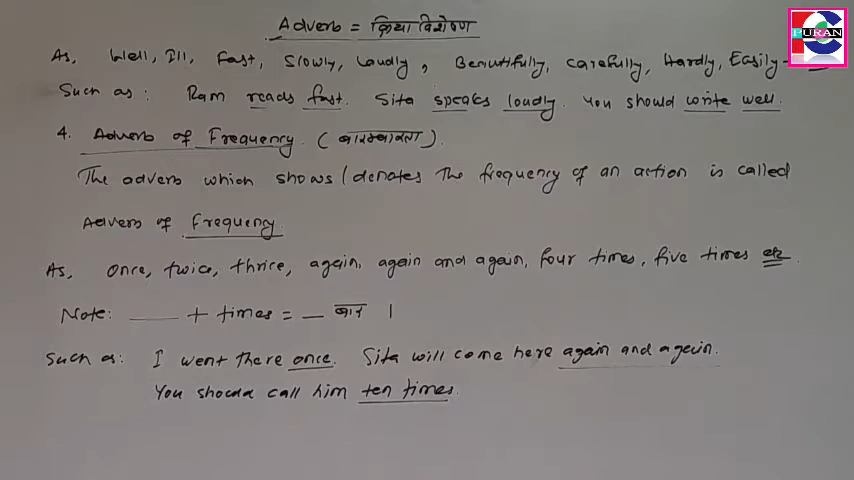 Adverb = क्रिया विशेषण
PURAN
As, Well, Ill, Fast, Slowly, Loudly, Beautifully, Carefully, Hardly, Easily -
Such as: Ram reads fast. Sita speaks loudly. You should write well.
4. Adverb of Frequency. (बारम्बारता).
The adverb which shows/denotes the frequency of an action is called
Adverb of Frequency.
As, Once, twice, thrice, again, again and again, four times, five times etc.
Note: ___ + times = __ बार ।
Such as: I went there once. Sita will come here again and again.
You should call him ten times.